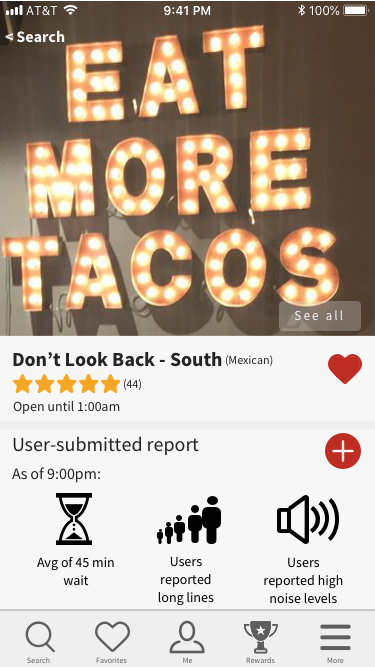 AT&T 9:41 PM 100%
< Search
EAT
MORE
TACOS
See all
Don’t Look Back - South (Mexican)
(44)
Open until 1:00am
User-submitted report
As of 9:00pm:
Avg of 45 min
wait
Users
reported
long lines
Users
reported high
noise levels
Search Favorites Me Rewards More